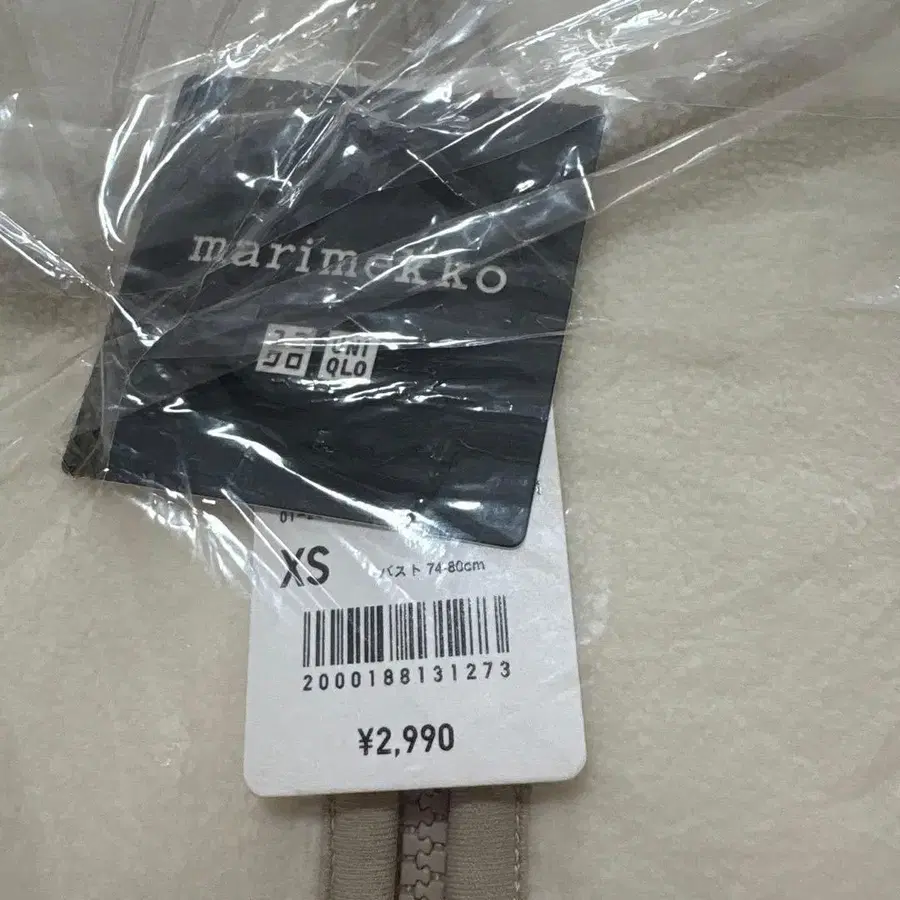 marimekko
ユニ UNI
クロ QLO
XS バスト 74-80cm
2000188131273
¥2,990